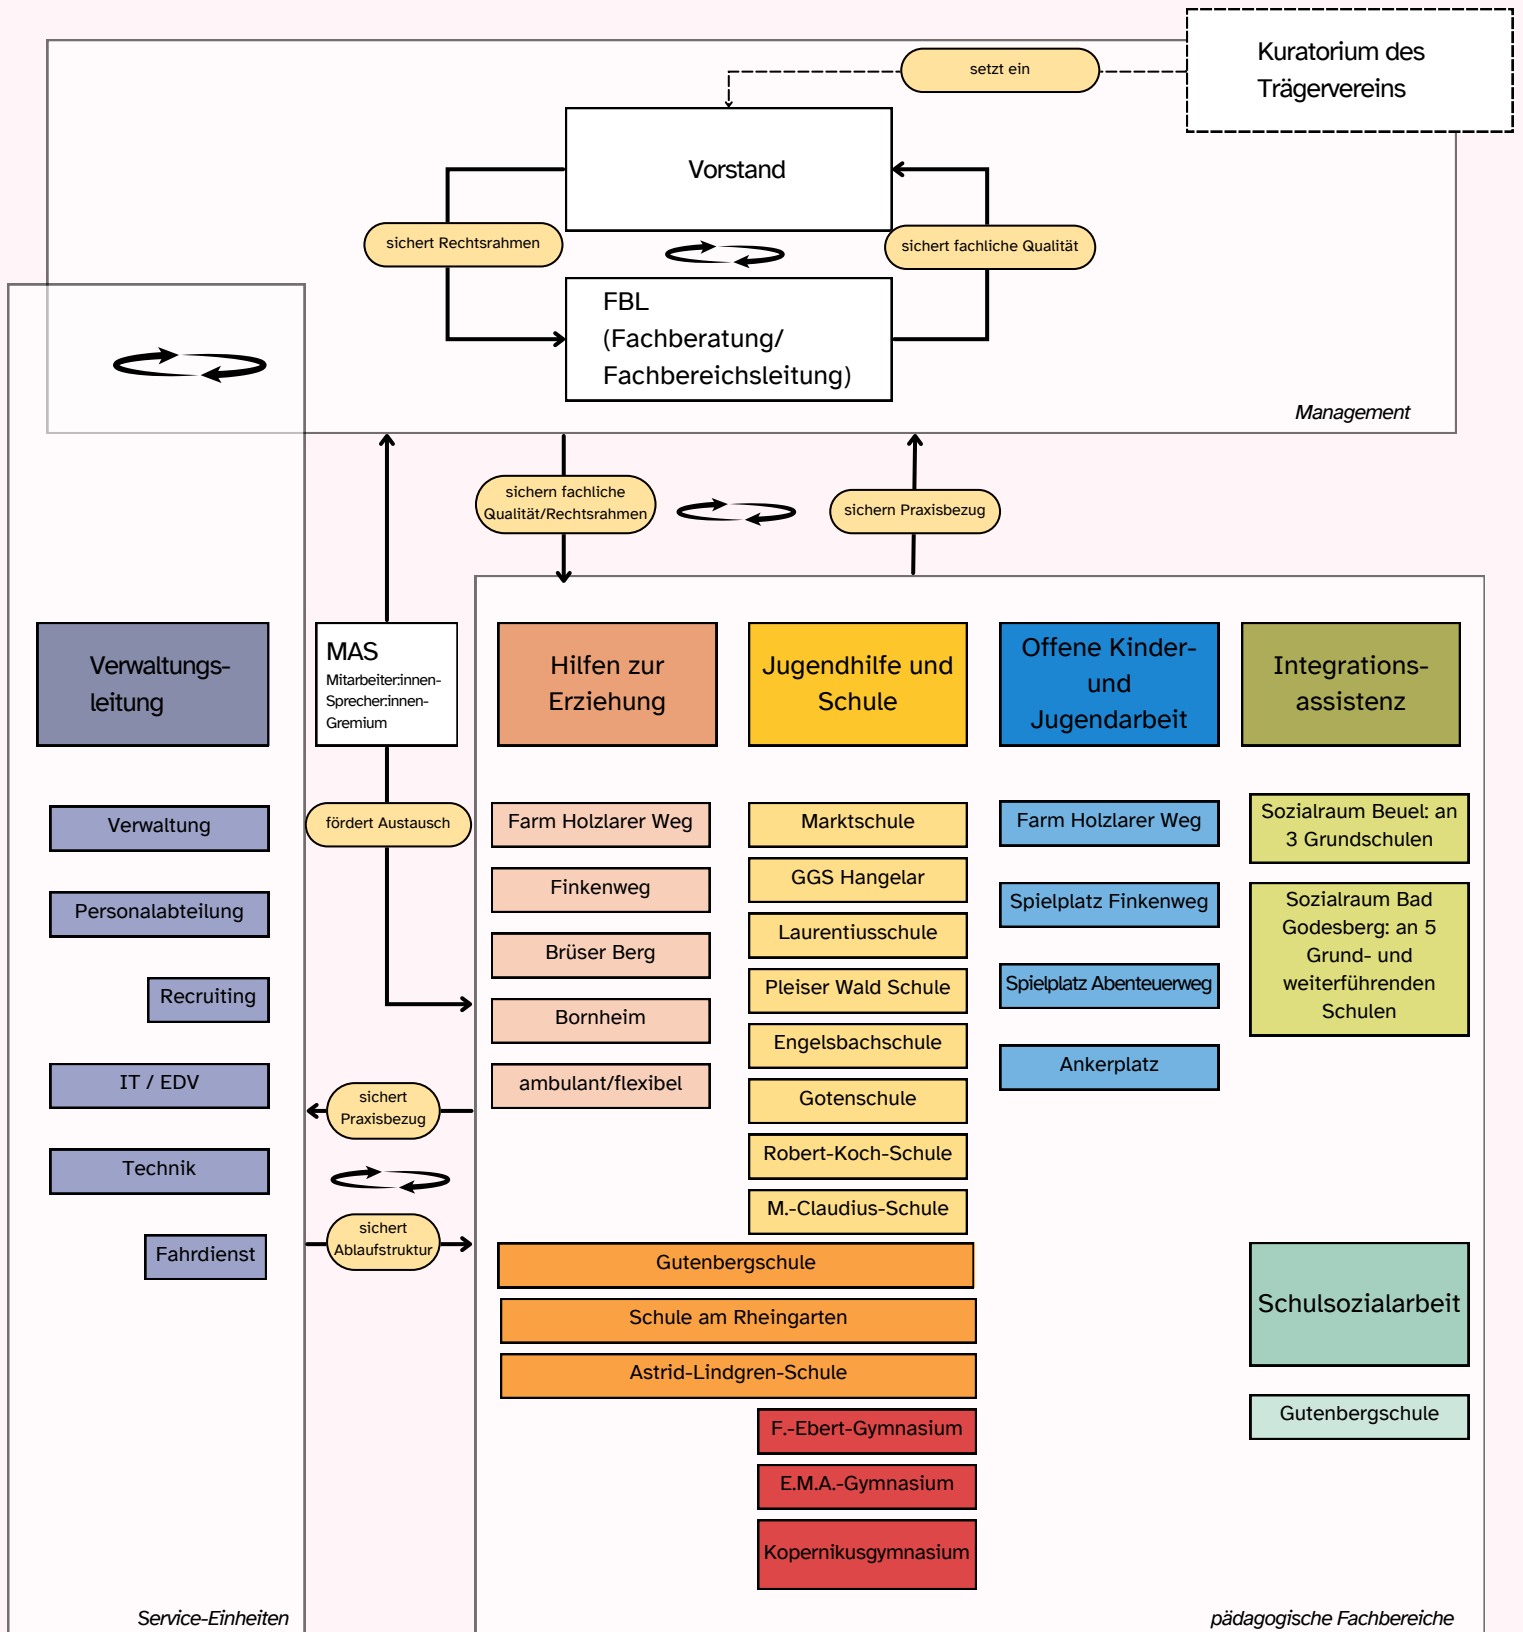 Kuratorium des
Trägervereins
setzt ein
Vorstand
sichert Rechtsrahmen
sichert fachliche Qualität
FBL
(Fachberatung/
Fachbereichsleitung)
Management
sichern fachliche
Qualität/Rechtsrahmen
sichern Praxisbezug
Verwaltungs-
leitung
MAS
Mitarbeiter:innen-
Sprecher:innen-
Gremium
Hilfen zur
Erziehung
Jugendhilfe und
Schule
Offene Kinder-
und
Jugendarbeit
Integrations-
assistenz
Verwaltung
Personalabteilung
Recruiting
IT / EDV
Technik
Fahrdienst
fördert Austausch
sichert
Praxisbezug
sichert
Ablaufstruktur
Farm Holzlarer Weg
Finkenweg
Brüser Berg
Bornheim
ambulant/flexibel
Marktschule
GGS Hangelar
Laurentiusschule
Pleiser Wald Schule
Engelsbachschule
Gotenschule
Robert-Koch-Schule
M.-Claudius-Schule
Gutenbergschule
Schule am Rheingarten
Astrid-Lindgren-Schule
F.-Ebert-Gymnasium
E.M.A.-Gymnasium
Kopernikusgymnasium
Farm Holzlarer Weg
Spielplatz Finkenweg
Spielplatz Abenteuerweg
Ankerplatz
Sozialraum Beuel: an
3 Grundschulen
Sozialraum Bad
Godesberg: an 5
Grund- und
weiterführenden
Schulen
Schulsozialarbeit
Gutenbergschule
Service-Einheiten
pädagogische Fachbereiche